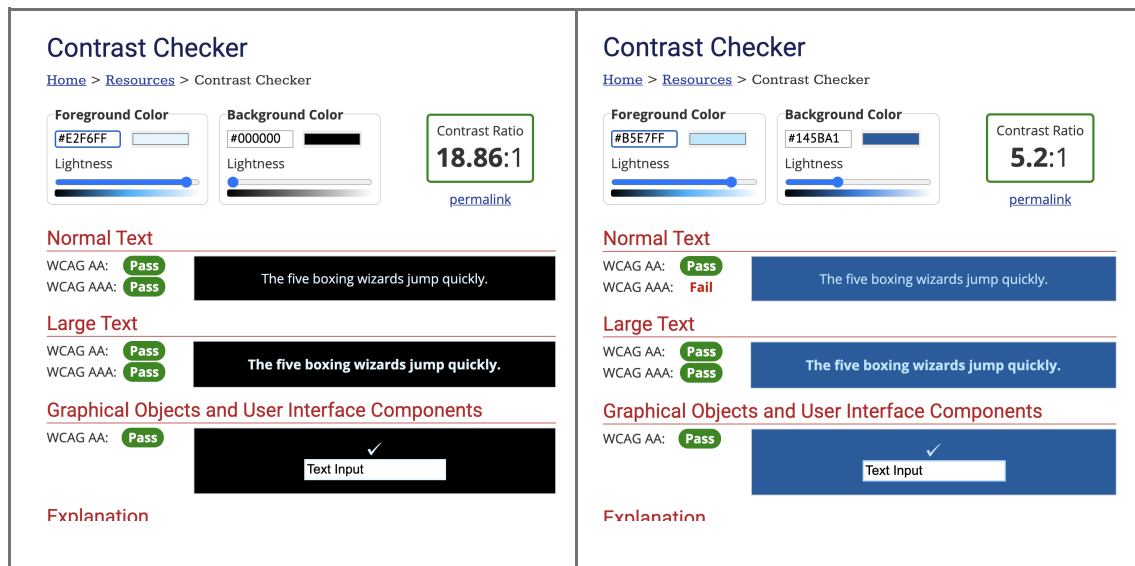 Contrast Checker
Home > Resources > Contrast Checker
Foreground Color
#E2F6FF
Lightness
Background Color
#000000
Lightness
Contrast Ratio
18.86:1
permalink
Normal Text
WCAG AA: Pass
WCAG AAA: Pass
The five boxing wizards jump quickly.
Large Text
WCAG AA: Pass
WCAG AAA: Pass
The five boxing wizards jump quickly.
Graphical Objects and User Interface Components
WCAG AA: Pass
✓
Text Input
Explanation
Contrast Checker
Home > Resources > Contrast Checker
Foreground Color
#B5E7FF
Lightness
Background Color
#145BA1
Lightness
Contrast Ratio
5.2:1
permalink
Normal Text
WCAG AA: Pass
WCAG AAA: Fail
The five boxing wizards jump quickly.
Large Text
WCAG AA: Pass
WCAG AAA: Pass
The five boxing wizards jump quickly.
Graphical Objects and User Interface Components
WCAG AA: Pass
✓
Text Input
Explanation